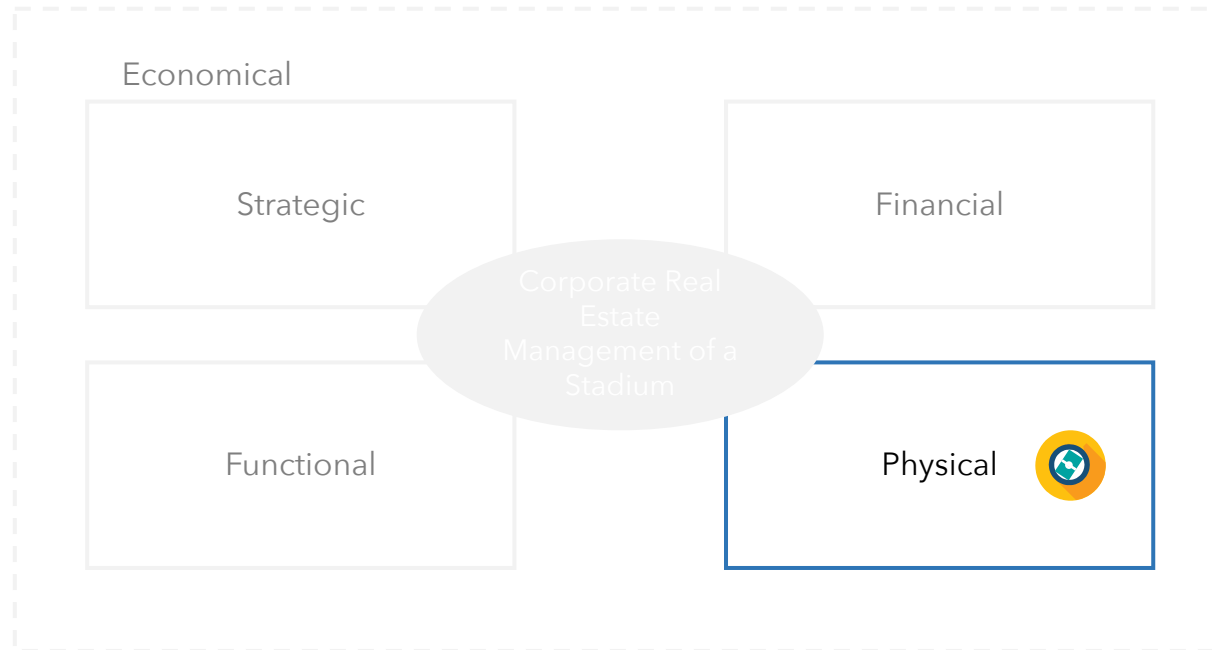 Economical
Strategic
Financial
Corporate Real
Estate
Management of a
Stadium
Functional
Physical